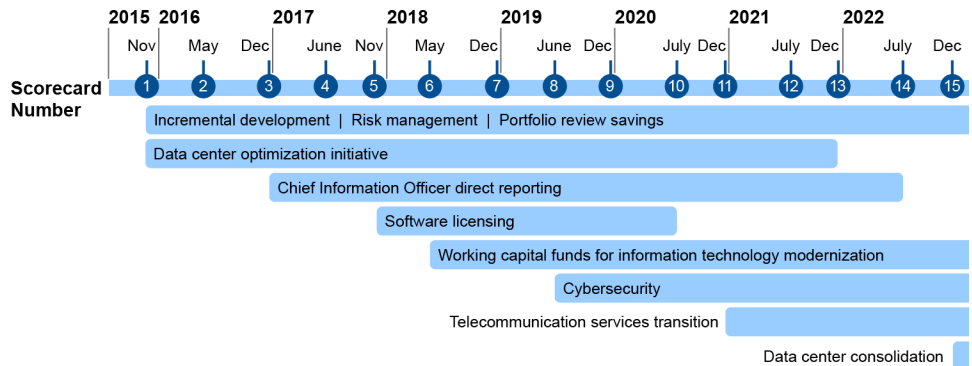 2015 2016 2017 2018 2019 2020 2021 2022
Nov May Dec June Nov May Dec June Dec July Dec July Dec July Dec
Scorecard Number
1 2 3 4 5 6 7 8 9 10 11 12 13 14 15
Incremental development | Risk management | Portfolio review savings
Data center optimization initiative
Chief Information Officer direct reporting
Software licensing
Working capital funds for information technology modernization
Cybersecurity
Telecommunication services transition
Data center consolidation